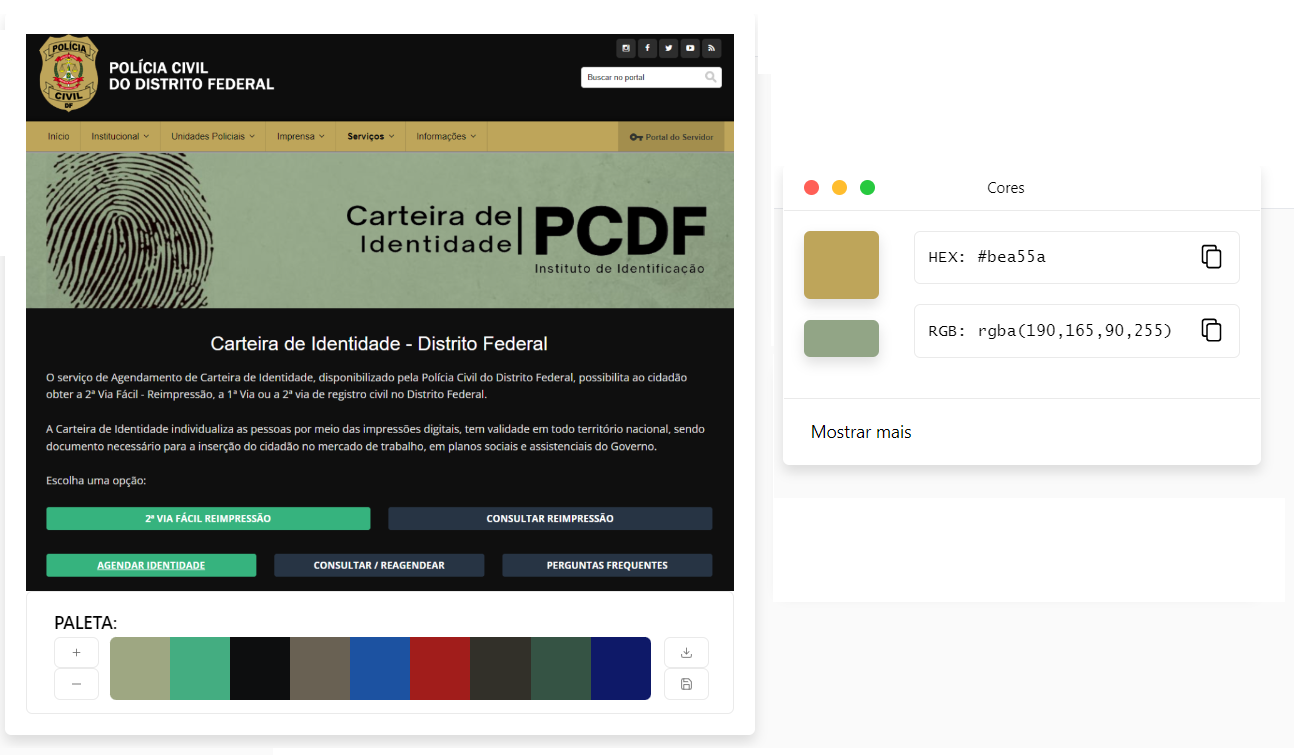 POLÍCIA
CIVIL
DF
POLÍCIA CIVIL
DO DISTRITO FEDERAL
Buscar no portal
Início Institucional Unidades Policiais Imprensa Serviços Informações Portal do Servidor
Carteira de
Identidade
PCDF
Instituto de Identificação
Carteira de Identidade - Distrito Federal
O serviço de Agendamento de Carteira de Identidade, disponibilizado pela Polícia Civil do Distrito Federal, possibilita ao cidadão
obter a 2ª Via Fácil - Reimpressão, a 1ª Via ou a 2ª via de registro civil no Distrito Federal.
A Carteira de Identidade individualiza as pessoas por meio das impressões digitais, tem validade em todo território nacional, sendo
documento necessário para a inserção do cidadão no mercado de trabalho, em planos sociais e assistenciais do Governo.
Escolha uma opção:
2ª VIA FÁCIL REIMPRESSÃO CONSULTAR REIMPRESSÃO
AGENDAR IDENTIDADE CONSULTAR / REAGENDEAR PERGUNTAS FREQUENTES
PALETA:
Cores
HEX: #bea55a
RGB: rgba(190,165,90,255)
Mostrar mais